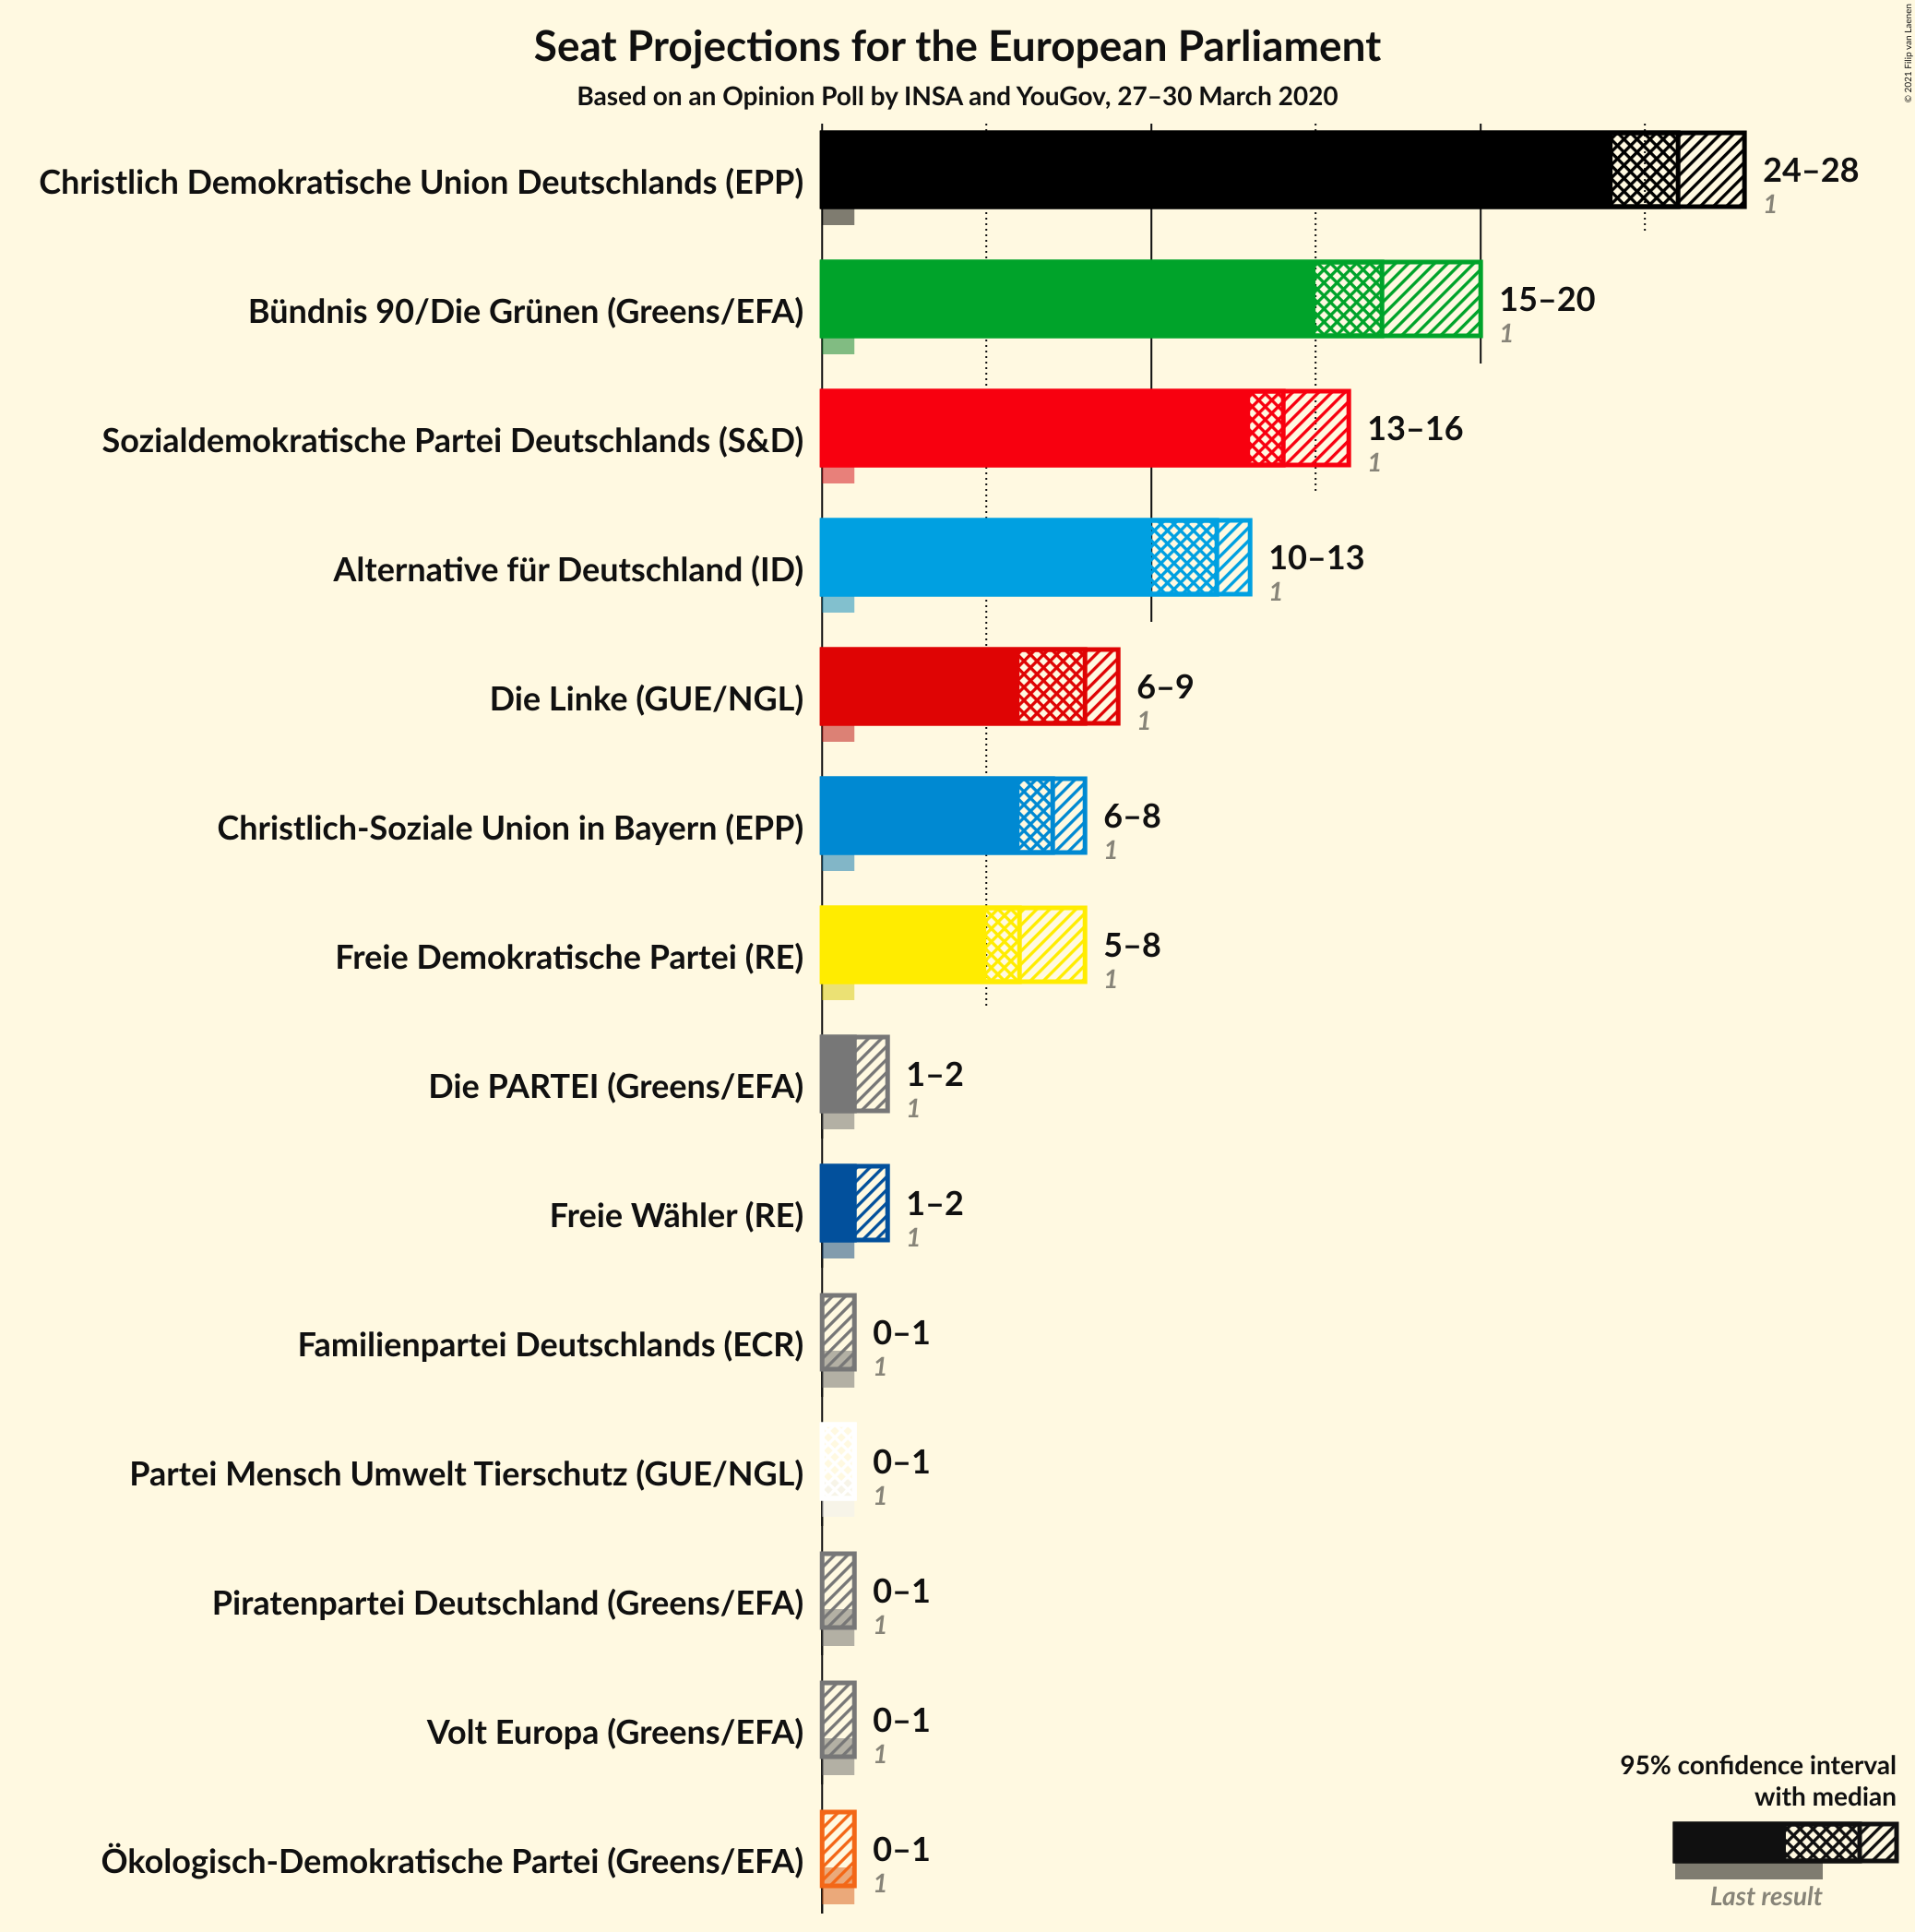 Seat Projections for the European Parliament
Based on an Opinion Poll by INSA and YouGov, 27–30 March 2020
© 2021 Filip van Laenen
Christlich Demokratische Union Deutschlands (EPP)
24–28
1
Bündnis 90/Die Grünen (Greens/EFA)
15–20
1
Sozialdemokratische Partei Deutschlands (S&D)
13–16
1
Alternative für Deutschland (ID)
10–13
1
Die Linke (GUE/NGL)
6–9
1
Christlich-Soziale Union in Bayern (EPP)
6–8
1
Freie Demokratische Partei (RE)
5–8
1
Die PARTEI (Greens/EFA)
1–2
1
Freie Wähler (RE)
1–2
1
Familienpartei Deutschlands (ECR)
0–1
1
Partei Mensch Umwelt Tierschutz (GUE/NGL)
0–1
1
Piratenpartei Deutschland (Greens/EFA)
0–1
1
Volt Europa (Greens/EFA)
0–1
1
Ökologisch-Demokratische Partei (Greens/EFA)
0–1
1
95% confidence interval
with median
Last result